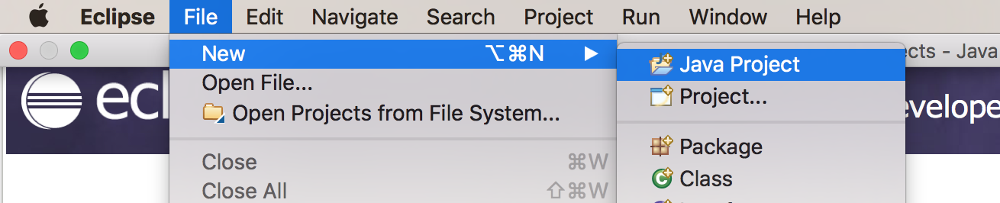 Eclipse File Edit Navigate Search Project Run Window Help
New ⌥⌘N
Open File...
Open Projects from File System...
Close ⌘W
Close All ⇧⌘W
Java Project
Project...
Package
Class
ects - Java
ecl
evelope